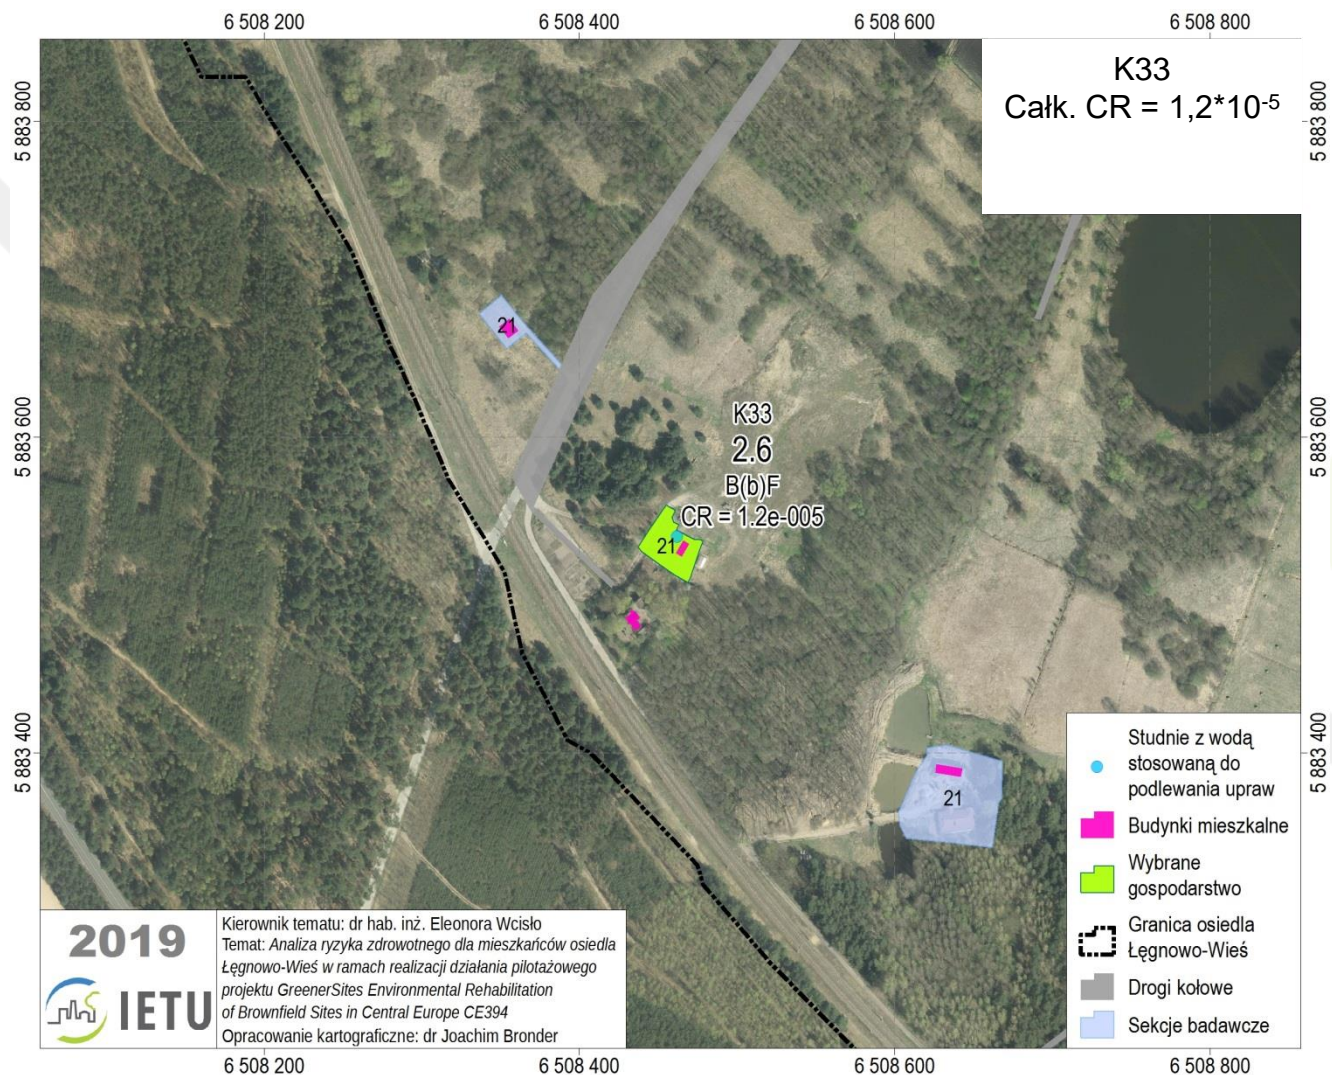 6 508 200
6 508 400
6 508 600
6 508 800
K33
Całk. CR = 1,2*10-5
5 883 800
5 883 800
21
K33
2.6
B(b)F
CR = 1.2e-005
21
5 883 600
5 883 600
5 883 400
5 883 400
21
Studnie z wodą
stosowaną do
podlewania upraw
Budynki mieszkalne
Wybrane
gospodarstwo
Granica osiedla
Łęgnowo-Wieś
Drogi kołowe
Sekcje badawcze
2019
IETU
Kierownik tematu: dr hab. inż. Eleonora Wcisło
Temat: Analiza ryzyka zdrowotnego dla mieszkańców osiedla
Łęgnowo-Wieś w ramach realizacji działania pilotażowego
projektu GreenerSites Environmental Rehabilitation
of Brownfield Sites in Central Europe CE394
Opracowanie kartograficzne: dr Joachim Bronder
6 508 200
6 508 400
6 508 600
6 508 800